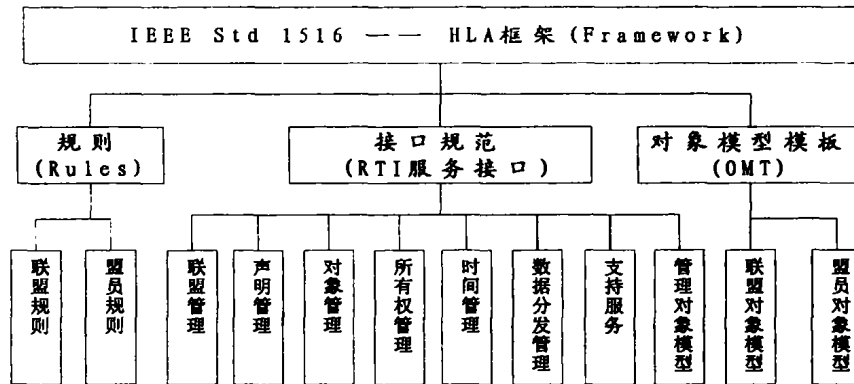 IEEE Std 1516 —— HLA框架(Framework)
规则
(Rules)
接口规范
(RTI服务接口)
对象模型模板
(OMT)
联盟规则
盟员规则
联盟管理
声明管理
对象管理
所有权管理
时间管理
数据分发管理
支持服务
管理对象模型
联盟对象模型
盟员对象模型